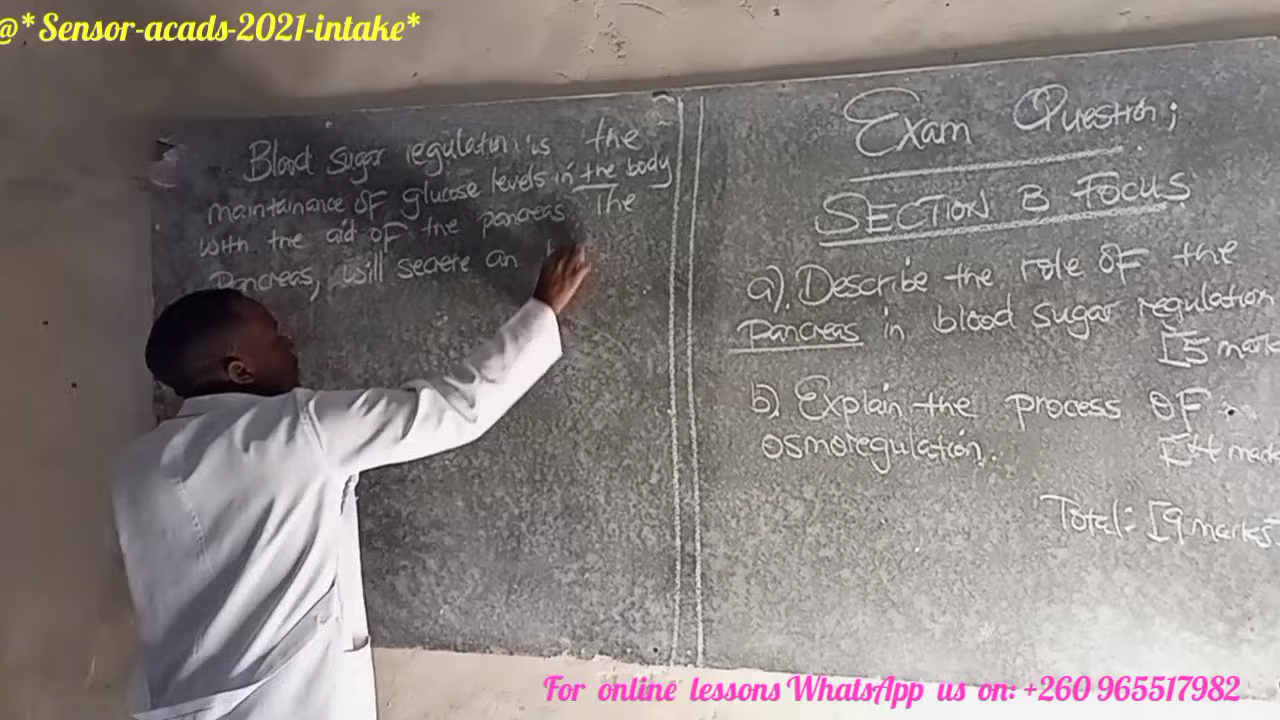 @*Sensor-acads-2021-intake*
Blood sugar regulation is the
maintainance of glucose levels in the body
with the aid of the pancreas. The
Pancreas, will secrete an
Exam Question;
SECTION B FOCUS
a). Describe the role of the
pancreas in blood sugar regulation
[5 mark
b). Explain the process of
osmoregulation.
[4 mark
Total: [9 marks]
For online lessons WhatsApp us on: +260 965517982